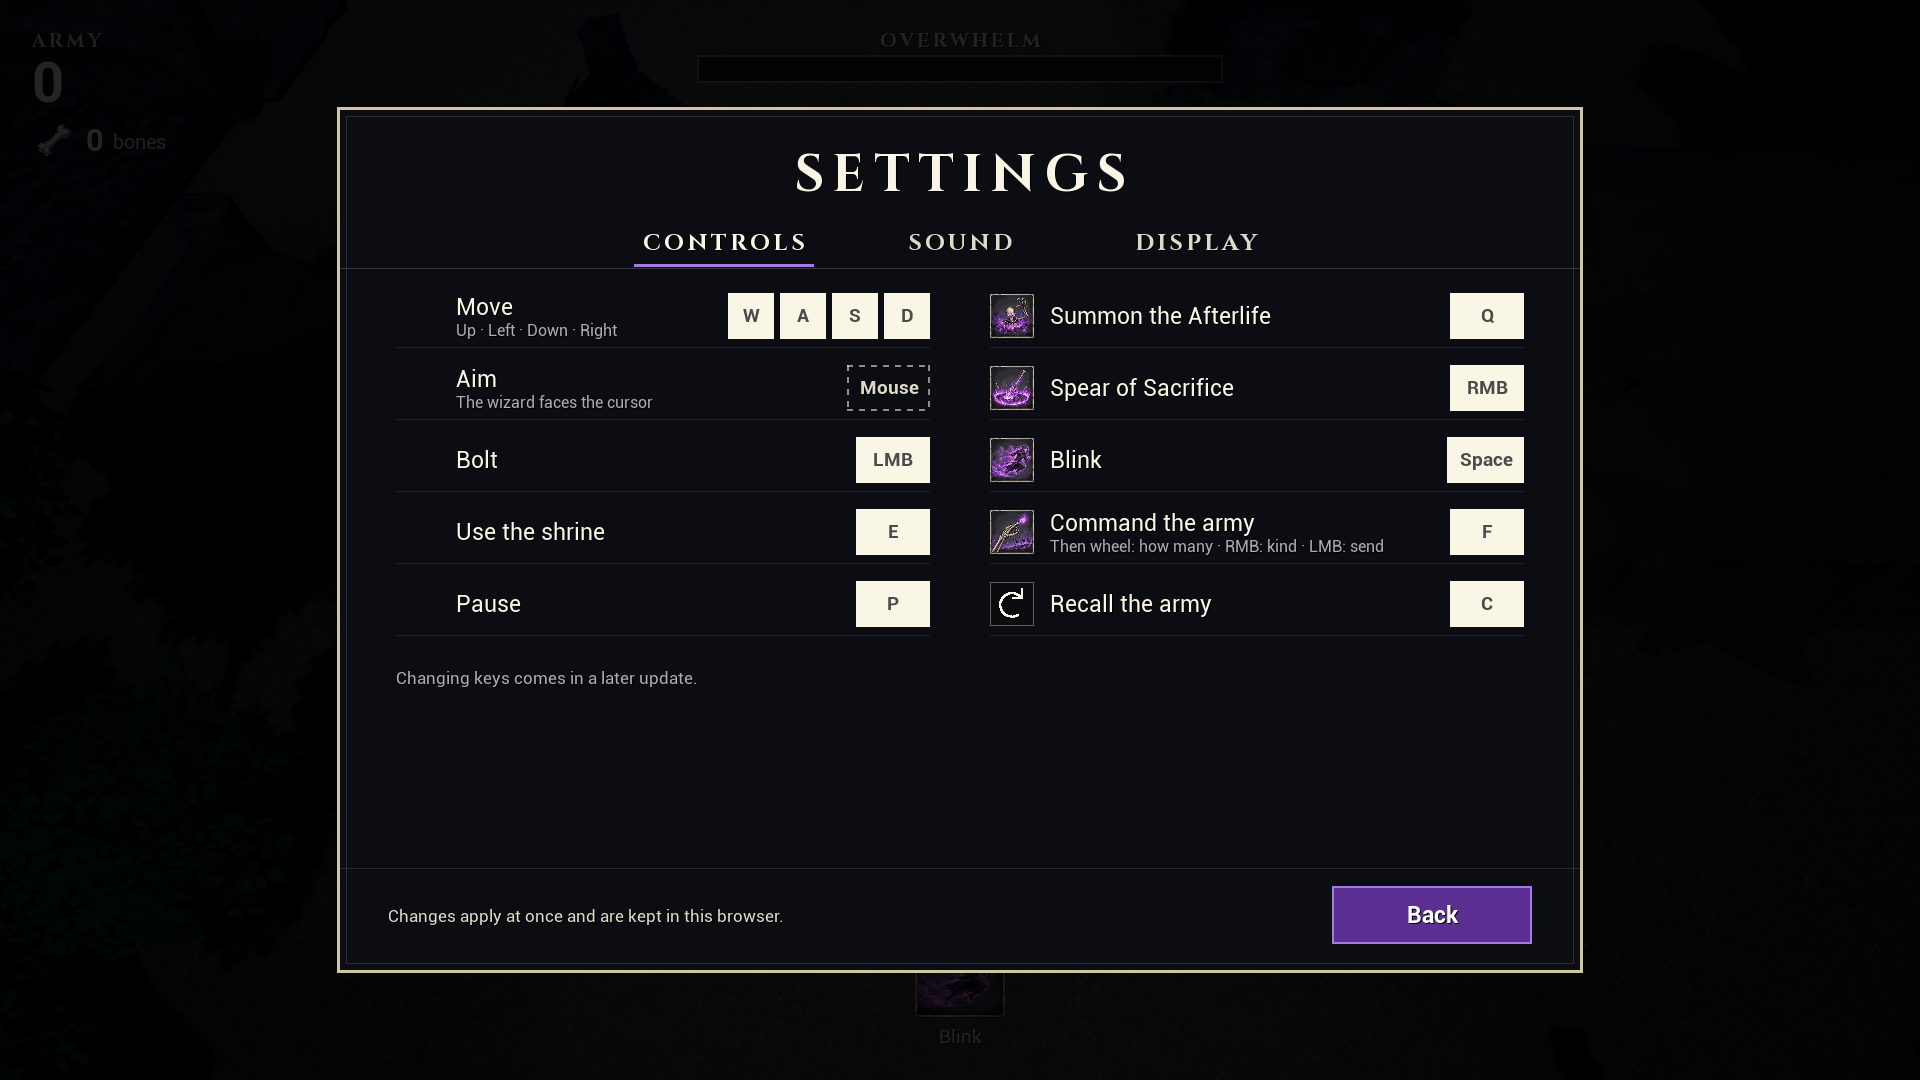 ARMY
0
0 bones
OVERWHELM
SETTINGS
CONTROLS
SOUND
DISPLAY
Move
Up · Left · Down · Right
W A S D
Aim
The wizard faces the cursor
Mouse
Bolt
LMB
Use the shrine
E
Pause
P
Summon the Afterlife
Q
Spear of Sacrifice
RMB
Blink
Space
Command the army
Then wheel: how many · RMB: kind · LMB: send
F
Recall the army
C
Changing keys comes in a later update.
Changes apply at once and are kept in this browser.
Back
Blink